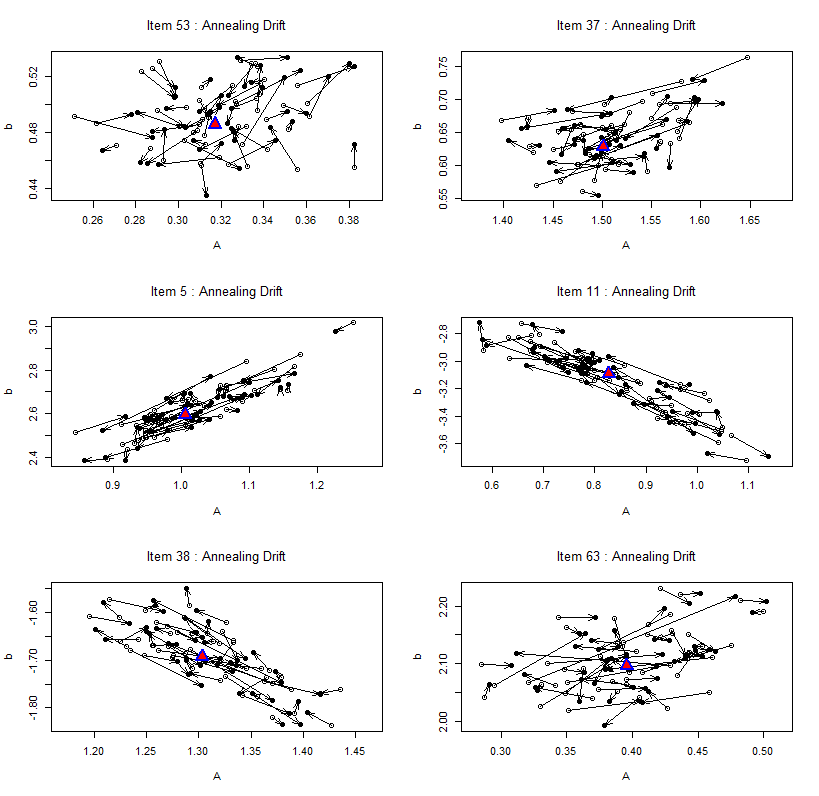 Item 53 : Annealing Drift
b
0.52
0.48
0.44
0.26 0.28 0.30 0.32 0.34 0.36 0.38
A
Item 37 : Annealing Drift
b
0.75
0.70
0.65
0.60
0.55
1.40 1.45 1.50 1.55 1.60 1.65
A
Item 5 : Annealing Drift
b
3.0
2.8
2.6
2.4
0.9 1.0 1.1 1.2
A
Item 11 : Annealing Drift
b
-2.8
-3.0
-3.2
-3.4
-3.6
0.6 0.7 0.8 0.9 1.0 1.1
A
Item 38 : Annealing Drift
b
-1.60
-1.70
-1.80
1.20 1.25 1.30 1.35 1.40 1.45
A
Item 63 : Annealing Drift
b
2.20
2.10
2.00
0.30 0.35 0.40 0.45 0.50
A